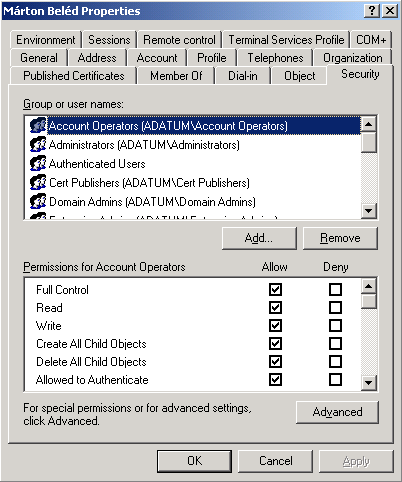 Márton Beléd Properties
Environment Sessions Remote control Terminal Services Profile COM+
General Address Account Profile Telephones Organization
Published Certificates Member Of Dial-in Object Security
Group or user names:
Account Operators (ADATUM\Account Operators)
Administrators (ADATUM\Administrators)
Authenticated Users
Cert Publishers (ADATUM\Cert Publishers)
Domain Admins (ADATUM\Domain Admins)
Add... Remove
Permissions for Account Operators Allow Deny
Full Control
Read
Write
Create All Child Objects
Delete All Child Objects
Allowed to Authenticate
For special permissions or for advanced settings,
click Advanced.
Advanced
OK Cancel Apply